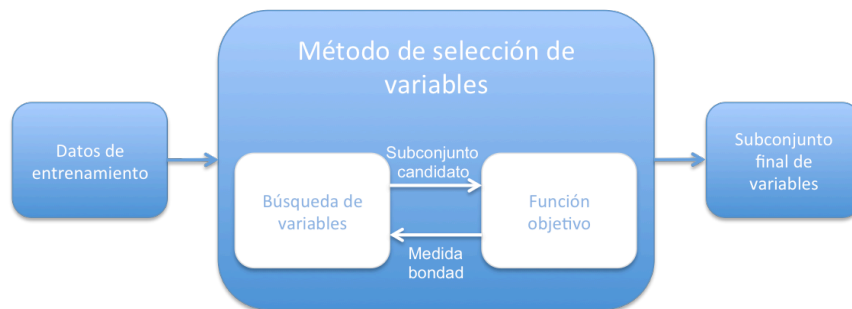 Método de selección de
variables
Datos de
entrenamiento
Búsqueda de
variables
Subconjunto
candidato
Medida
bondad
Función
objetivo
Subconjunto
final de
variables